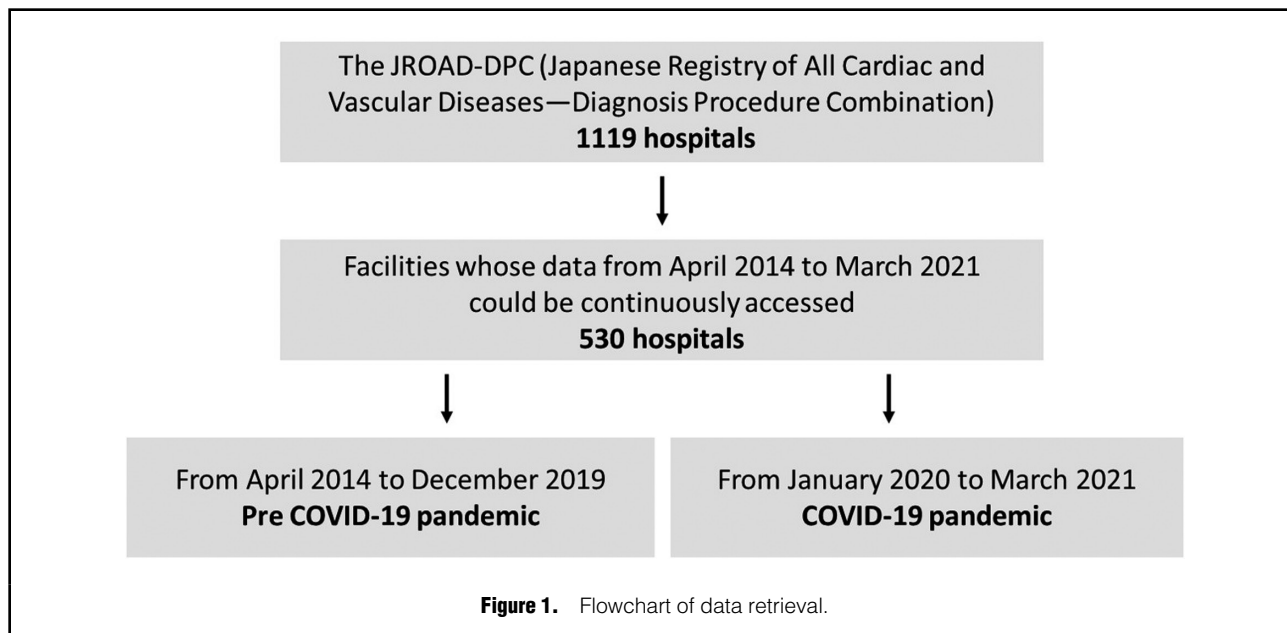 The JROAD-DPC (Japanese Registry of All Cardiac and
Vascular Diseases—Diagnosis Procedure Combination)
1119 hospitals
Facilities whose data from April 2014 to March 2021
could be continuously accessed
530 hospitals
From April 2014 to December 2019
Pre COVID-19 pandemic
From January 2020 to March 2021
COVID-19 pandemic
Figure 1. Flowchart of data retrieval.